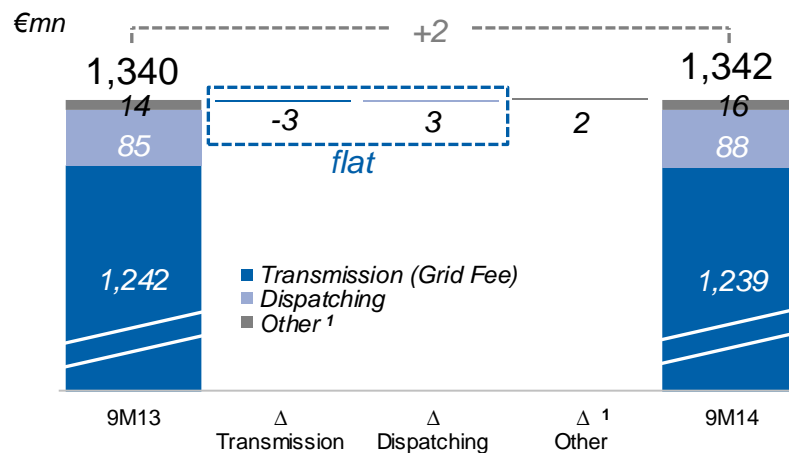 €mn
+2
1,340
1,342
14
-3
3
2
16
85
flat
88
1,242
1,239
Transmission (Grid Fee)
Dispatching
Other ¹
9M13
Δ
Transmission
Δ
Dispatching
Δ ¹
Other
9M14